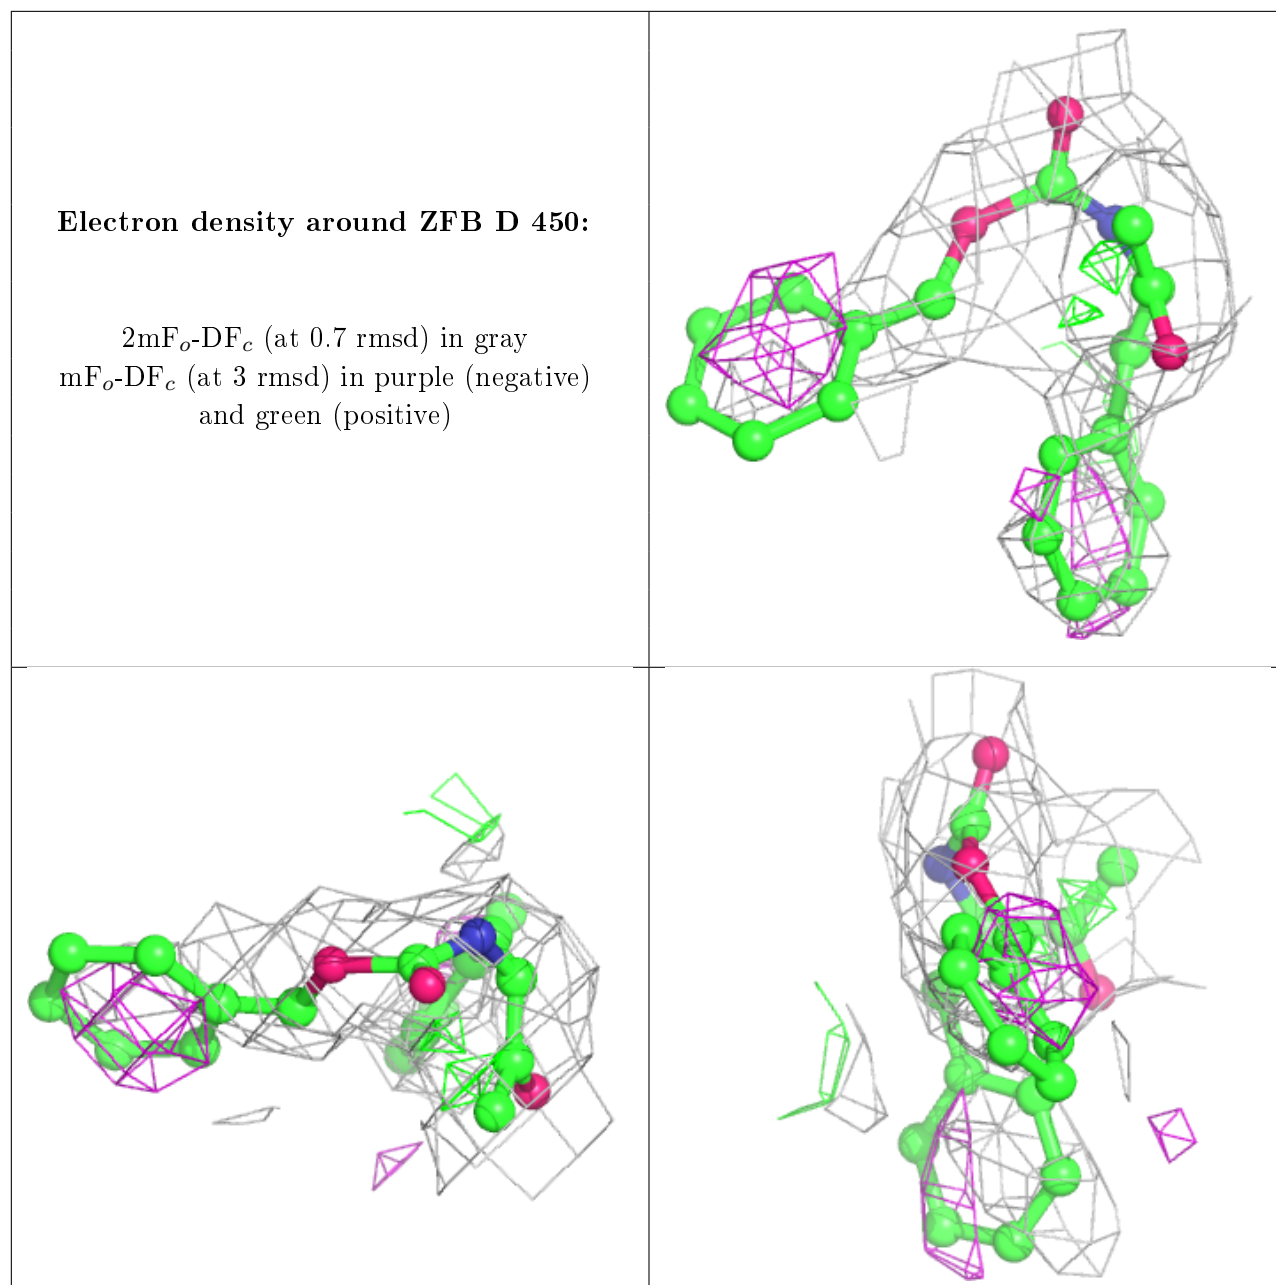 Electron density around ZFB D 450:
2mFo-DFc (at 0.7 rmsd) in gray
mFo-DFc (at 3 rmsd) in purple (negative)
and green (positive)